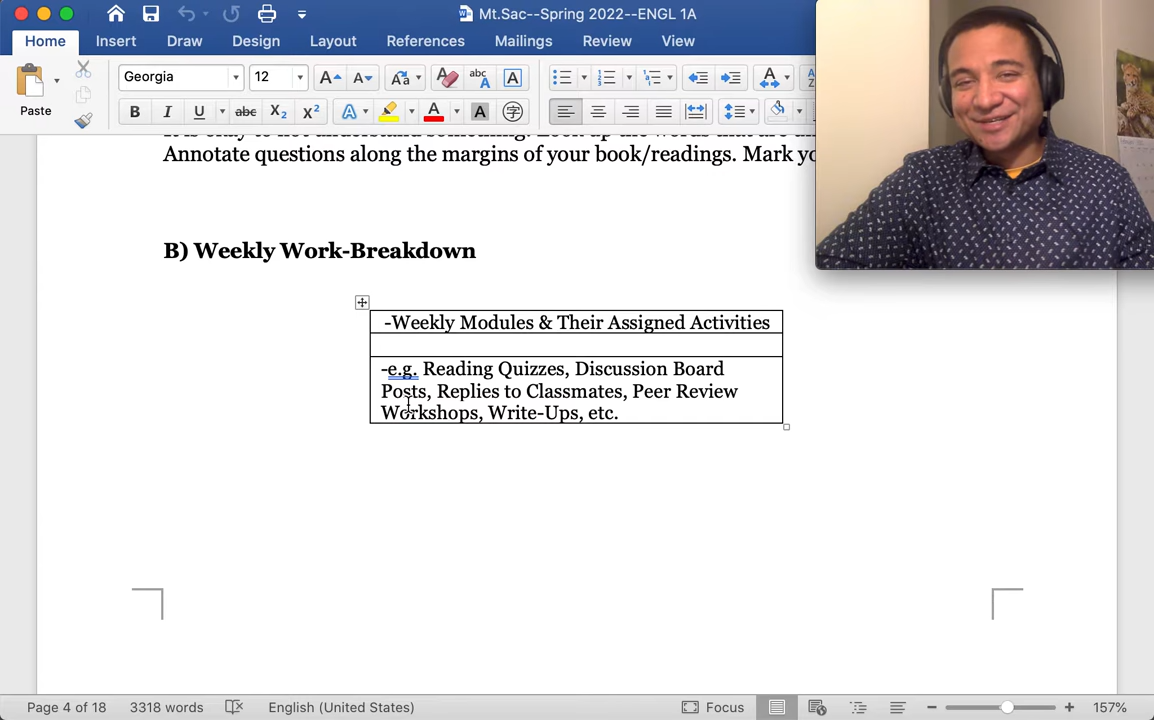 Mt.Sac--Spring 2022--ENGL 1A
Home Insert Draw Design Layout References Mailings Review View
Paste
Georgia 12
Annotate questions along the margins of your book/readings. Mark yo
B) Weekly Work-Breakdown
-Weekly Modules & Their Assigned Activities
-e.g. Reading Quizzes, Discussion Board
Posts, Replies to Classmates, Peer Review
Workshops, Write-Ups, etc.
Page 4 of 18 3318 words English (United States) Focus 157%